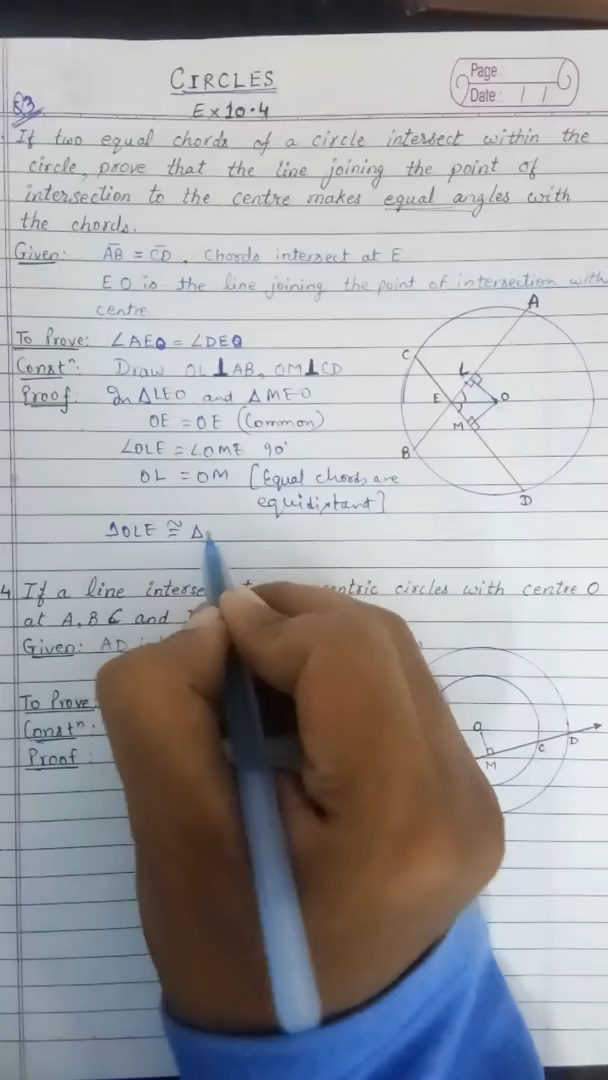 CIRCLES
Page:
Date: / /
Q3
Ex 10.4
If two equal chords of a circle intersect within the
circle, prove that the line joining the point of
intersection to the centre makes equal angles with
the chords.
Given: AB = CD, Chords intersect at E
EO is the line joining the point of intersection with
centre
To Prove: ∠AEO = ∠DEO
Constⁿ: Draw OL⊥AB, OM⊥CD
Proof: In ΔLEO and ΔMEO
OE = OE (Common)
∠OLE = ∠OME 90°
OL = OM [Equal chords are
equidistant]
ΔOLE ≅ Δ
A
C
L
E
O
M
B
D
4 If a line centric circles with centre O
at A, B C and
Given: AD
To Prove
Constⁿ:
Proof :
O
M
C
D